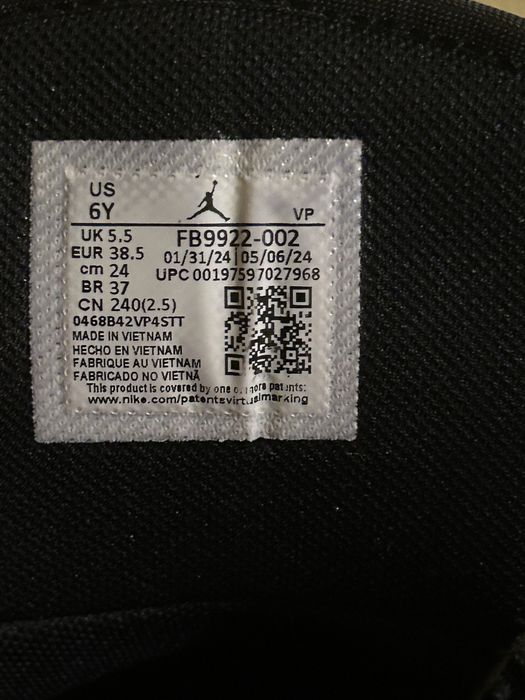 US
6Y
VP
UK 5.5
EUR 38.5
cm 24
BR 37
CN 240(2.5)
FB9922-002
01/31/24|05/06/24
UPC 00197597027968
0468B42VP4STT
MADE IN VIETNAM
HECHO EN VIETNAM
FABRIQUE AU VIETNAM
FABRICADO NO VIETNÃ
This product is covered by one or more patents:
www.nike.com/patentsvirtualmarking